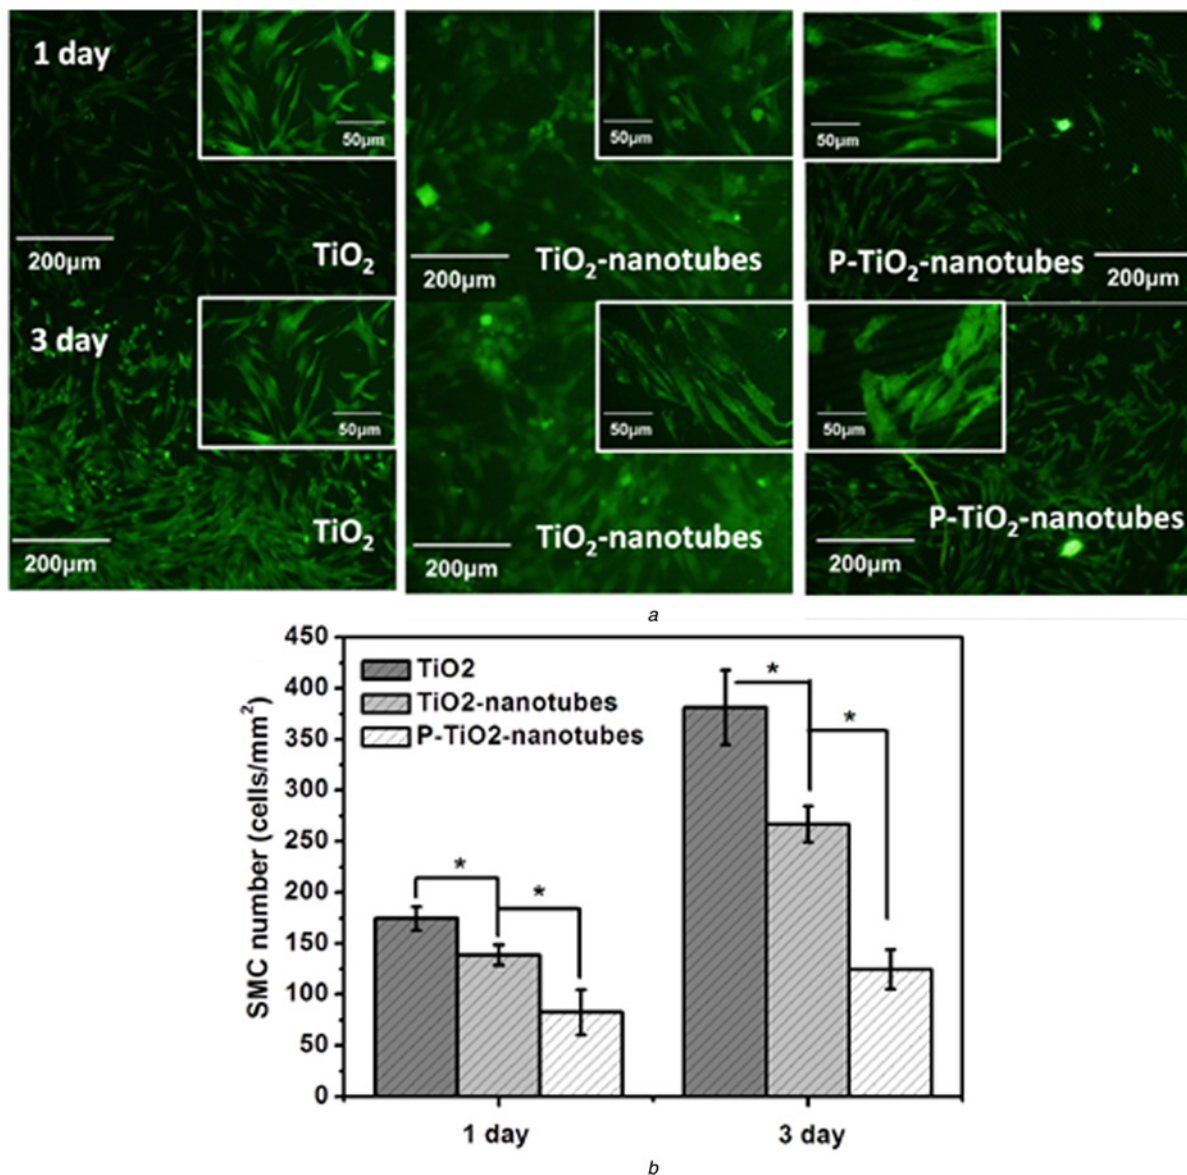 1 day
50µm
200µm
TiO₂
50µm
200µm
TiO₂-nanotubes
50µm
P-TiO₂-nanotubes
200µm
3 day
50µm
200µm
TiO₂
50µm
200µm
TiO₂-nanotubes
50µm
200µm
P-TiO₂-nanotubes
a
SMC number (cells/mm²)
450
400
350
300
250
200
150
100
50
0
TiO2
TiO2-nanotubes
P-TiO2-nanotubes
*
*
*
*
1 day
3 day
b